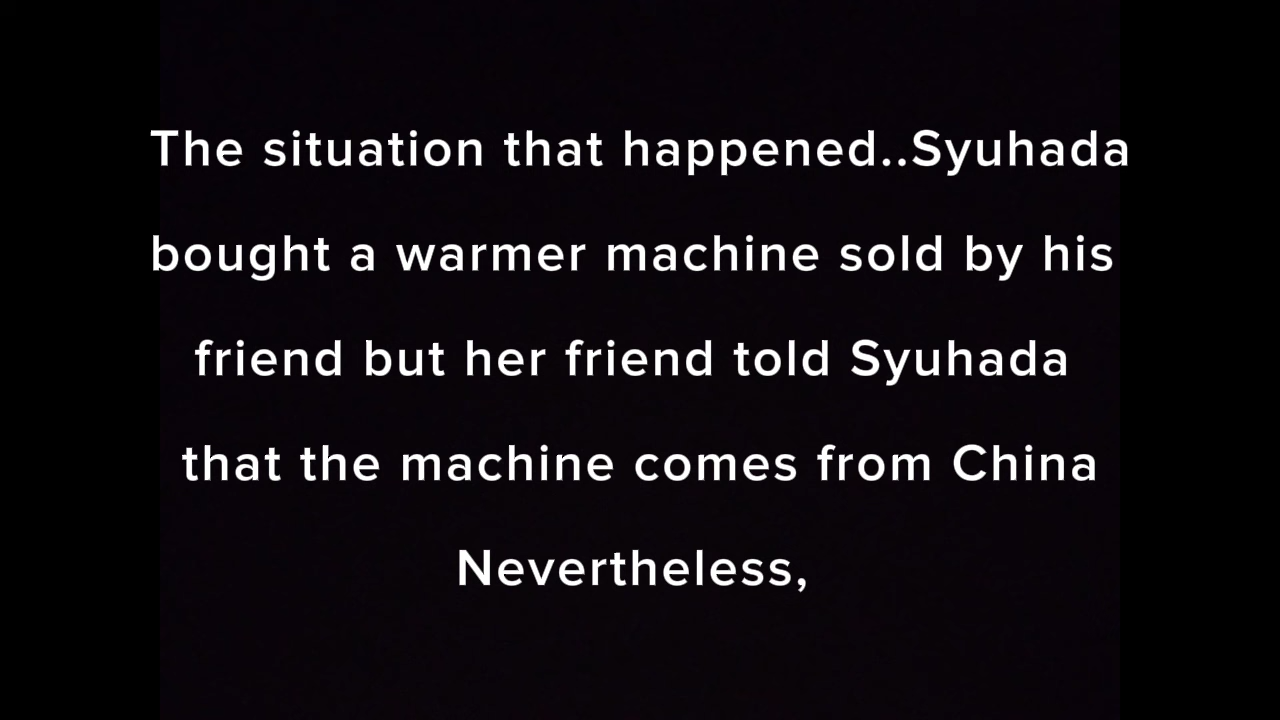 The situation that happened..Syuhada
bought a warmer machine sold by his
friend but her friend told Syuhada
that the machine comes from China
Nevertheless,